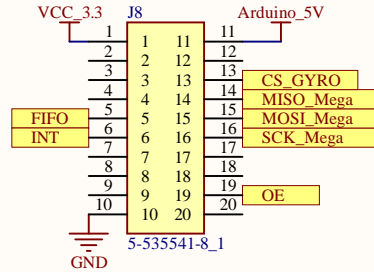 VCC_3.3 J8 Arduino_5V
1 1 11 11
2 2 12 12
3 3 13 13 CS_GYRO
4 4 14 14 MISO_Mega
FIFO 5 5 15 15 MOSI_Mega
INT 6 6 16 16 SCK_Mega
7 7 17 17
8 8 18 18
9 9 19 19 OE
10 10 20 20
5-535541-8_1
GND